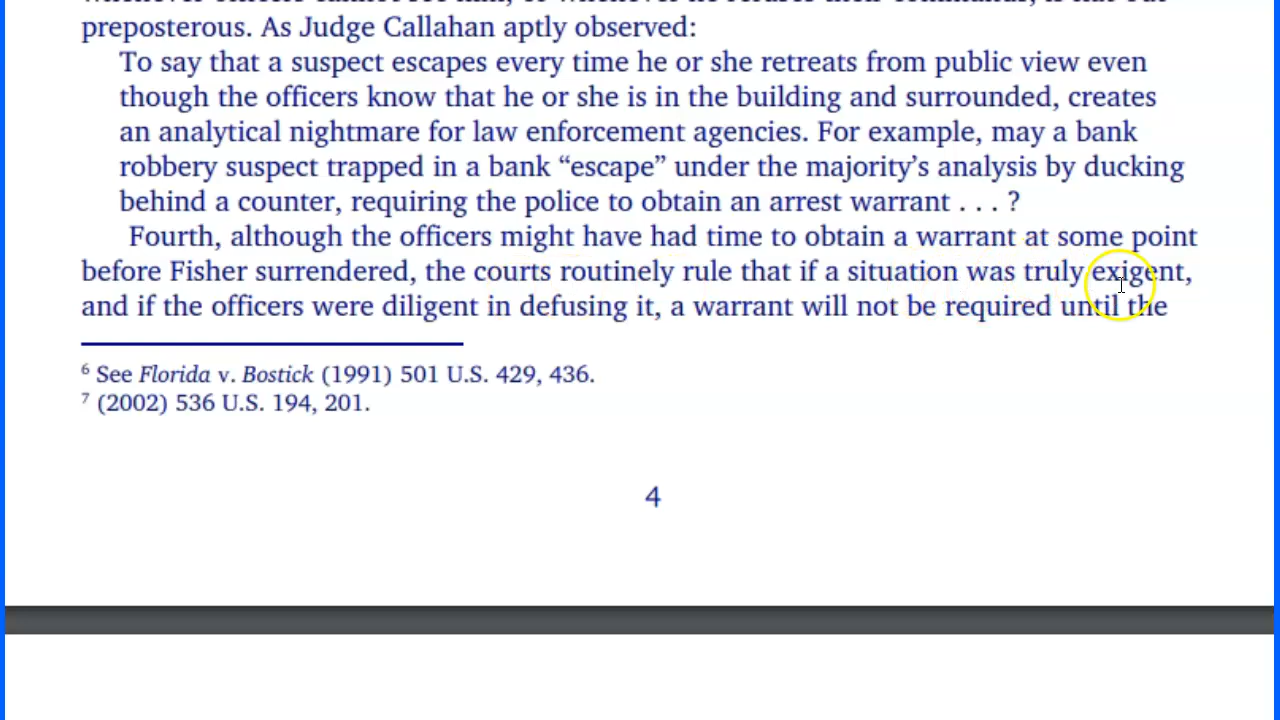 preposterous. As Judge Callahan aptly observed:
To say that a suspect escapes every time he or she retreats from public view even
though the officers know that he or she is in the building and surrounded, creates
an analytical nightmare for law enforcement agencies. For example, may a bank
robbery suspect trapped in a bank “escape” under the majority’s analysis by ducking
behind a counter, requiring the police to obtain an arrest warrant . . . ?
Fourth, although the officers might have had time to obtain a warrant at some point
before Fisher surrendered, the courts routinely rule that if a situation was truly exigent,
and if the officers were diligent in defusing it, a warrant will not be required until the
6 See Florida v. Bostick (1991) 501 U.S. 429, 436.
7 (2002) 536 U.S. 194, 201.
4